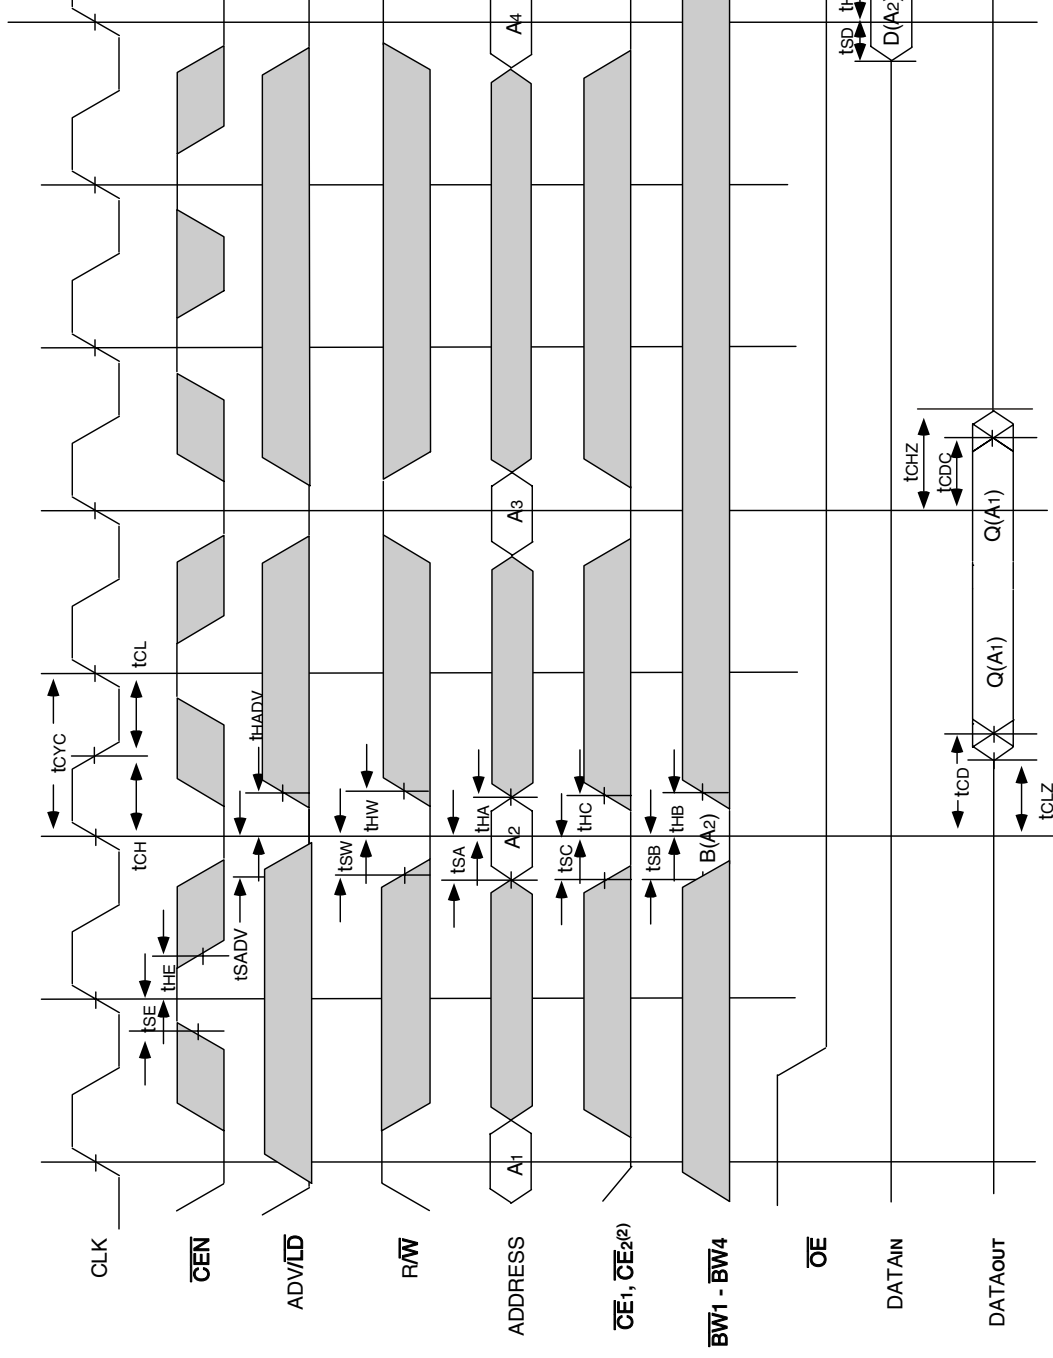 CLK
tCYC
tCH
tCL
CEN
tSE
tHE
ADV/LD
tSADV
tHADV
R/W
tSW
tHW
ADDRESS
A1
tSA
tHA
A2
A3
A4
CE1, CE2(2)
tSC
tHC
BW1 - BW4
tSB
tHB
B(A2)
OE
DATAIN
tSD
D(A2)
DATAOUT
tCD
tCLZ
Q(A1)
Q(A1)
tCHZ
tCDC